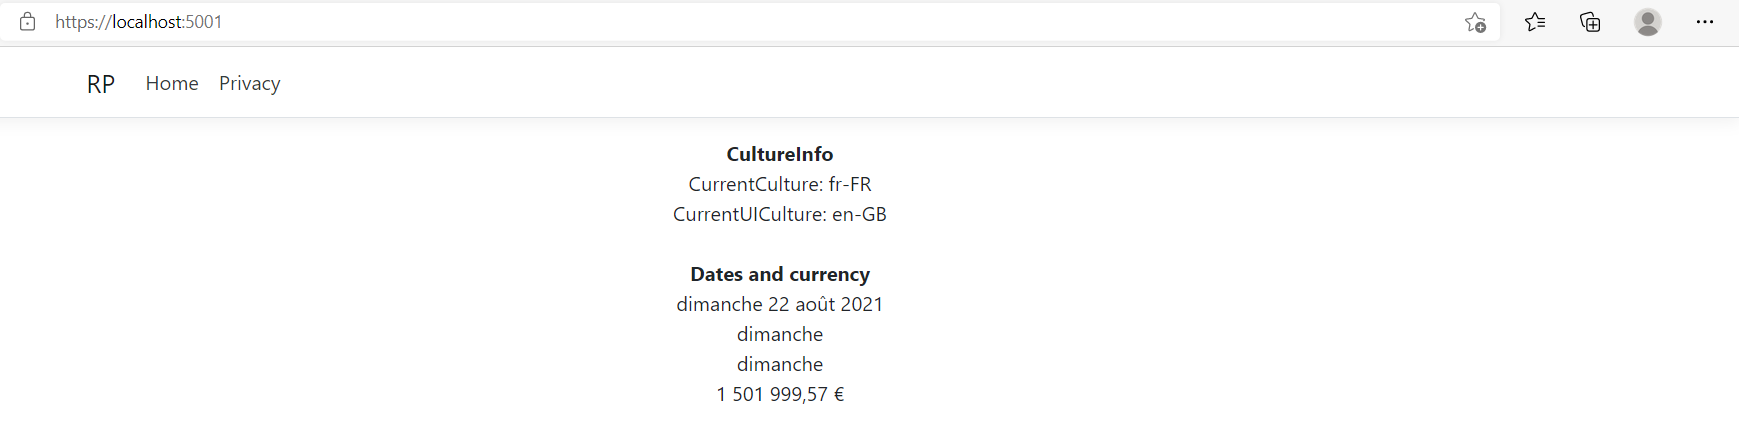 https://localhost:5001
RP Home Privacy
CultureInfo
CurrentCulture: fr-FR
CurrentUICulture: en-GB
Dates and currency
dimanche 22 août 2021
dimanche
dimanche
1 501 999,57 €